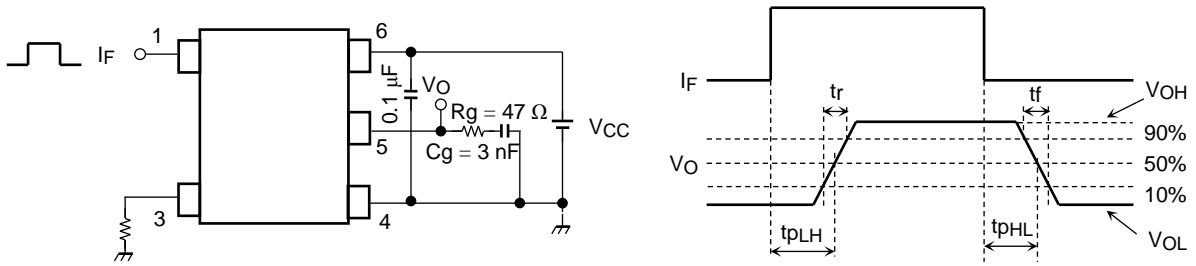 IF
1
6
0.1 μF
VO
Rg = 47 Ω
Cg = 3 nF
VCC
5
3
4
IF
tr
tf
VOH
90%
VO
50%
10%
tpLH
tpHL
VOL